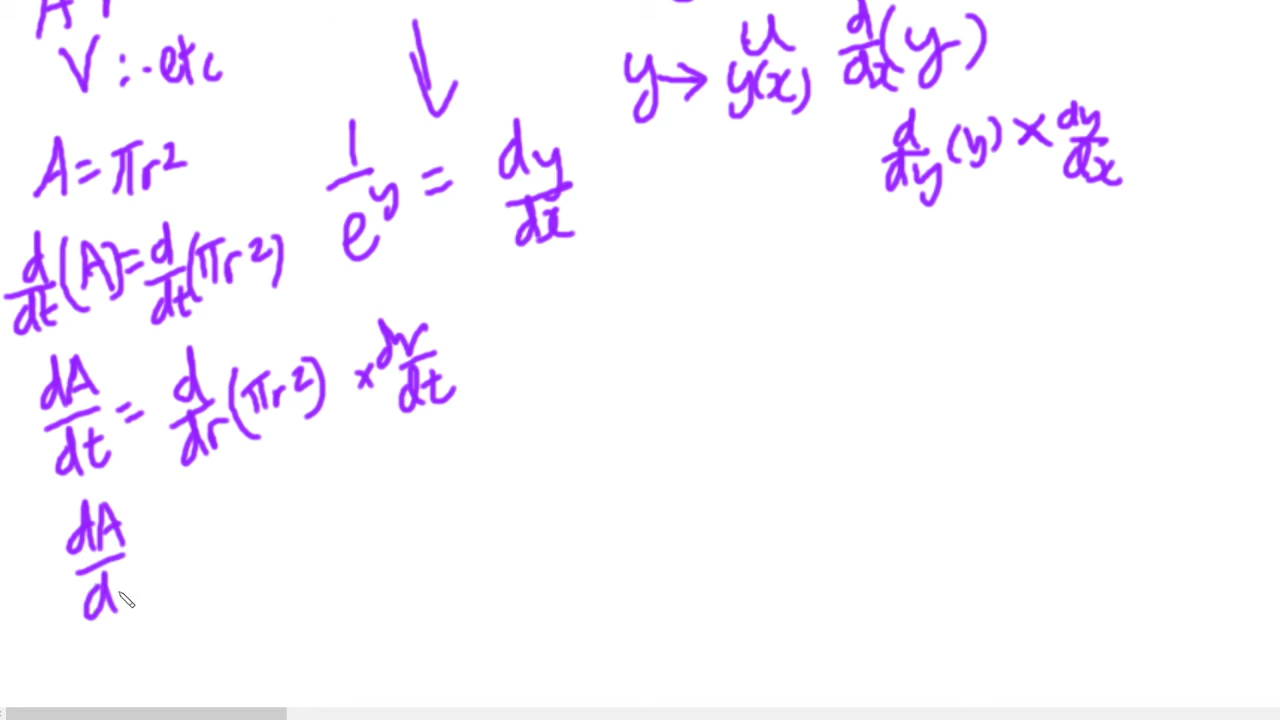 V : - etc
A = πr²
d/dt (A) = d/dt (πr²)
dA/dt = d/dr (πr²) × dr/dt
dA/d
1/e^y = dy/dx
u
y → y(x)
d/dx (y)
d/dy (y) × dy/dx